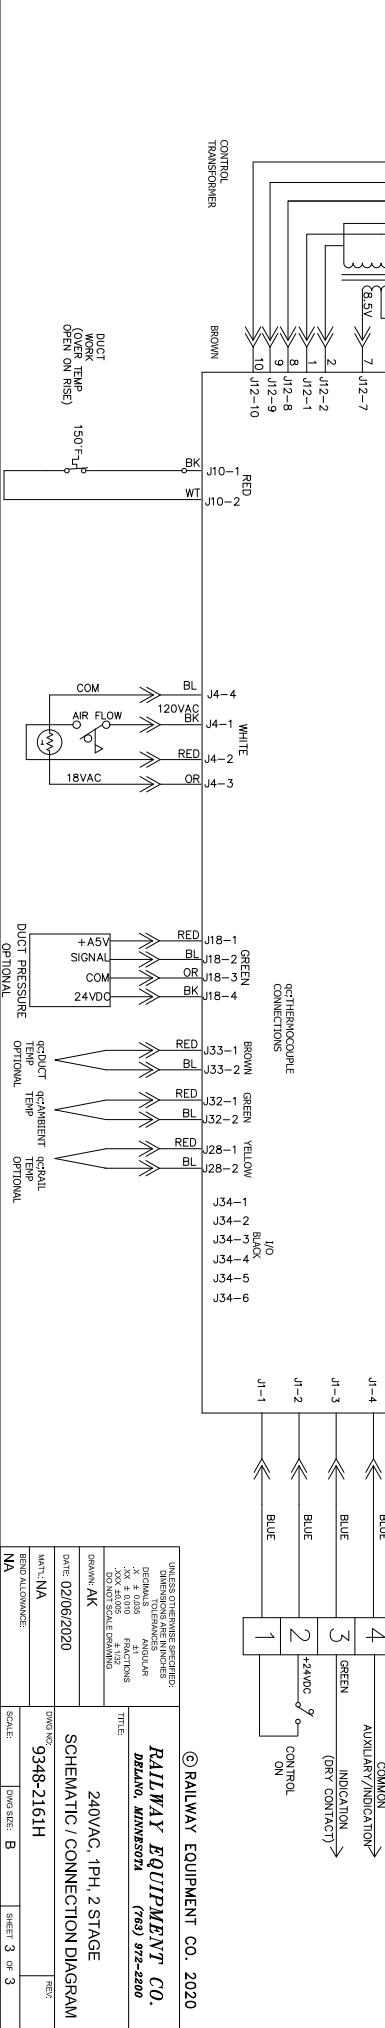 CONTROL
TRANSFORMER
8.5V
BROWN
10
9
8
1
2
7
J12-10
J12-9
J12-8
J12-1
J12-2
J12-7
DUCT
WORK
(OVER TEMP
OPEN ON RISE)
150°F
BK
J10-1
RED
WT
J10-2
COM
BL
J4-4
120VAC
AIR FLOW
BK
J4-1
WHITE
RED
J4-2
18VAC
OR
J4-3
+A5V
RED
J18-1
SIGNAL
BL
J18-2
GREEN
COM
OR
J18-3
24VDC
BK
J18-4
DUCT PRESSURE
OPTIONAL
qc:THERMOCOUPLE
CONNECTIONS
RED
J33-1
BROWN
BL
J33-2
qc:DUCT
TEMP
OPTIONAL
RED
J32-1
GREEN
BL
J32-2
qc:AMBIENT
TEMP
RED
J28-1
YELLOW
BL
J28-2
qc:RAIL
TEMP
OPTIONAL
J34-1
J34-2
J34-3
J34-4
J34-5
J34-6
I/O
BLACK
J1-1
J1-2
J1-3
J1-4
BLUE
BLUE
BLUE
BLUE
1
2
3
4
+24VDC
GREEN
CONTROL
ON
INDICATION
(DRY CONTACT)
COMMON
AUXILIARY/INDICATION
© RAILWAY EQUIPMENT CO. 2020
UNLESS OTHERWISE SPECIFIED:
DIMENSIONS ARE IN INCHES
TOLERANCES
DECIMALS ANGULAR
.X ± 0.035 ±1
.XX ± 0.010 FRACTIONS
.XXX ±0.005 ± 1/32
DO NOT SCALE DRAWING
RAILWAY EQUIPMENT CO.
DELANO, MINNESOTA (763) 972-2200
DRAWN: AK
DATE: 02/06/2020
MAT'L: NA
BEND ALLOWANCE:
NA
TITLE:
240VAC, 1PH, 2 STAGE
SCHEMATIC / CONNECTION DIAGRAM
DWG NO:
9348-2161H
REV:
SCALE:
DWG SIZE: B
SHEET 3 OF 3